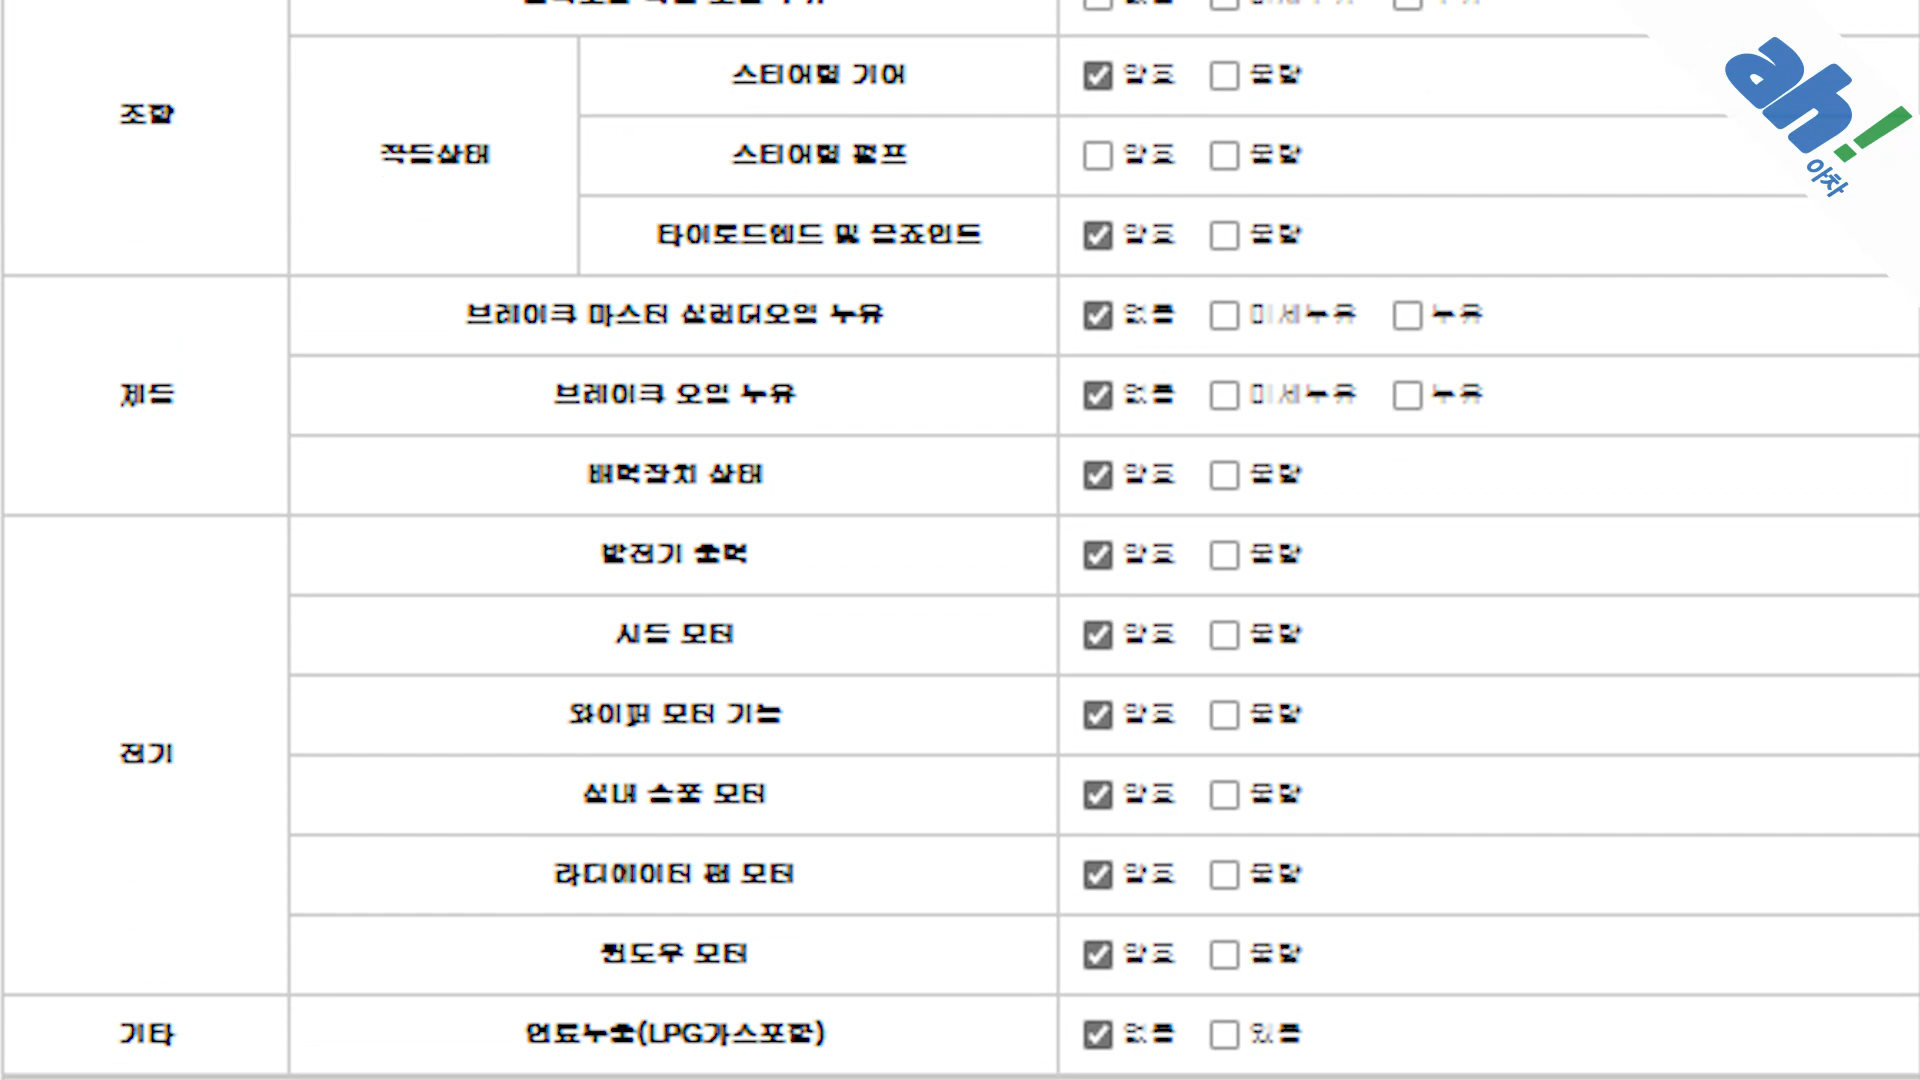 스티어링 기어 양호 불량
조향
작동상태 스티어링 펌프 양호 불량
타이로드엔드 및 볼죠인트 양호 불량
브레이크 마스터 실린더오일 누유 없음 미세누유 누유
제동 브레이크 오일 누유 없음 미세누유 누유
배력장치 상태 양호 불량
발전기 출력 양호 불량
시동 모터 양호 불량
와이퍼 모터 기능 양호 불량
전기
실내 송풍 모터 양호 불량
라디에이터 팬 모터 양호 불량
윈도우 모터 양호 불량
기타 연료누출(LPG가스포함) 없음 있음
ah!
아차